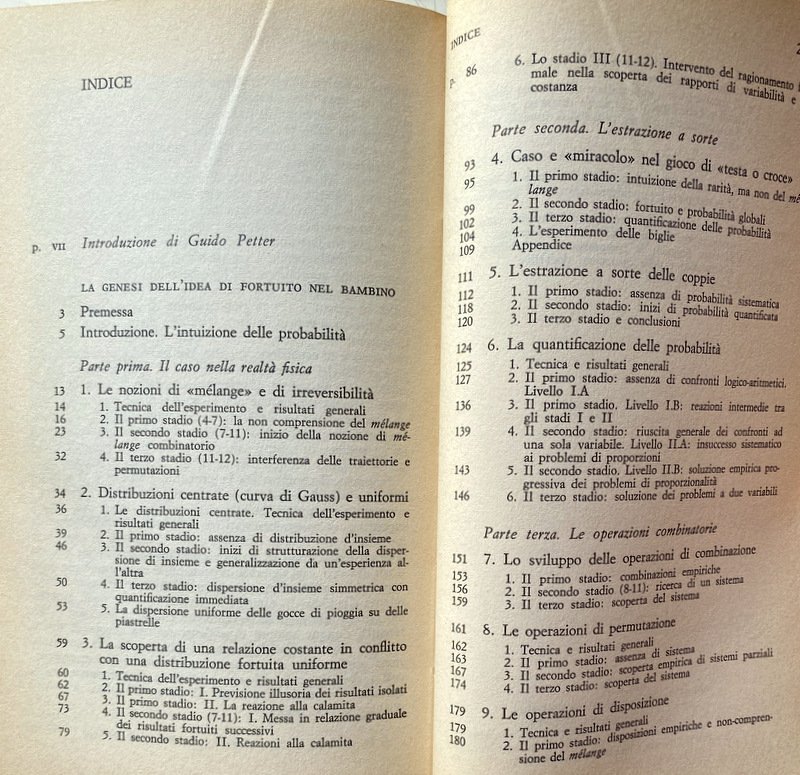 INDICE
p. VII Introduzione di Guido Petter
LA GENESI DELL'IDEA DI FORTUITO NEL BAMBINO
3 Premessa
5 Introduzione. L'intuizione delle probabilità
Parte prima. Il caso nella realtà fisica
13 1. Le nozioni di «mélange» e di irreversibilità
14 1. Tecnica dell'esperimento e risultati generali
16 2. Il primo stadio (4-7): la non comprensione del mélange
23 3. Il secondo stadio (7-11): inizio della nozione di mé-
lange combinatorio
32 4. Il terzo stadio (11-12): interferenza delle traiettorie e
permutazioni
34 2. Distribuzioni centrate (curva di Gauss) e uniformi
36 1. Le distribuzioni centrate. Tecnica dell'esperimento e
risultati generali
39 2. Il primo stadio: assenza di distribuzione d'insieme
46 3. Il secondo stadio: inizi di strutturazione della disper-
sione di insieme e generalizzazione da un'esperienza al-
l'altra
50 4. Il terzo stadio: dispersione d'insieme simmetrica con
quantificazione immediata
53 5. La dispersione uniforme delle gocce di pioggia su delle
piastrelle
59 3. La scoperta di una relazione costante in conflitto
con una distribuzione fortuita uniforme
60 1. Tecnica dell'esperimento e risultati generali
62 2. Il primo stadio: I. Previsione illusoria dei risultati isolati
67 3. Il primo stadio: II. La reazione alla calamita
73 4. Il secondo stadio (7-11): I. Messa in relazione graduale
dei risultati fortuiti successivi
79 5. Il secondo stadio: II. Reazioni alla calamita
INDICE
p. 86 6. Lo stadio III (11-12). Intervento del ragionamento
male nella scoperta dei rapporti di variabilità e
costanza
Parte seconda. L'estrazione a sorte
93 4. Caso e «miracolo» nel gioco di «testa o croce»
95 1. Il primo stadio: intuizione della rarità, ma non del mé-
lange
99 2. Il secondo stadio: fortuito e probabilità globali
102 3. Il terzo stadio: quantificazione delle probabilità
104 4. L'esperimento delle biglie
109 Appendice
111 5. L'estrazione a sorte delle coppie
112 1. Il primo stadio: assenza di probabilità sistematica
118 2. Il secondo stadio: inizi di probabilità quantificata
120 3. Il terzo stadio e conclusioni
124 6. La quantificazione delle probabilità
125 1. Tecnica e risultati generali
127 2. Il primo stadio: assenza di confronti logico-aritmetici.
Livello I.A
136 3. Il primo stadio. Livello I.B: reazioni intermedie tra
gli stadi I e II
139 4. Il secondo stadio: riuscita generale dei confronti ad
una sola variabile. Livello II.A: insuccesso sistematico
ai problemi di proporzioni
143 5. Il secondo stadio. Livello II.B: soluzione empirica pro-
gressiva dei problemi di proporzionalità
146 6. Il terzo stadio: soluzione dei problemi a due variabili
Parte terza. Le operazioni combinatorie
151 7. Lo sviluppo delle operazioni di combinazione
153 1. Il primo stadio: combinazioni empiriche
156 2. Il secondo stadio (8-11): ricerca di un sistema
159 3. Il terzo stadio: scoperta del sistema
161 8. Le operazioni di permutazione
162 1. Tecnica e risultati generali
163 2. Il primo stadio: assenza di sistema
167 3. Il secondo stadio: scoperta empirica di sistemi parziali
174 4. Il terzo stadio: scoperta del sistema
179 9. Le operazioni di disposizione
179 1. Tecnica e risultati generali
180 2. Il primo stadio: disposizioni empiriche e non-compren-
sione del mélange